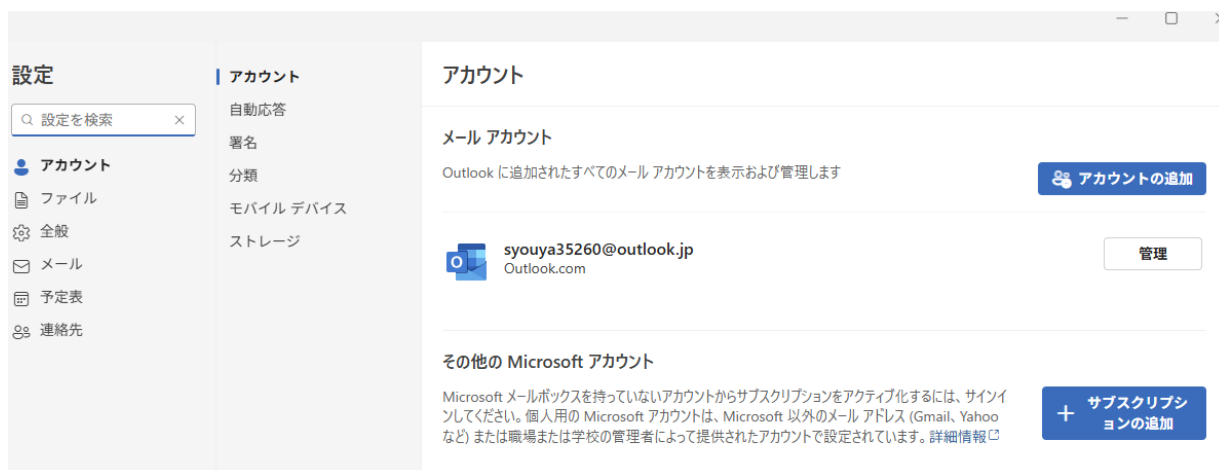 設定
設定を検索
アカウント
ファイル
全般
メール
予定表
連絡先
アカウント
自動応答
署名
分類
モバイル デバイス
ストレージ
アカウント
メール アカウント
Outlook に追加されたすべてのメール アカウントを表示および管理します
アカウントの追加
syouya35260@outlook.jp
Outlook.com
管理
その他の Microsoft アカウント
Microsoft メールボックスを持っていないアカウントからサブスクリプションをアクティブ化するには、サインイ
ンしてください。個人用の Microsoft アカウントは、Microsoft 以外のメール アドレス (Gmail、Yahoo
など) または職場または学校の管理者によって提供されたアカウントで設定されています。詳細情報
サブスクリプシ
ョンの追加